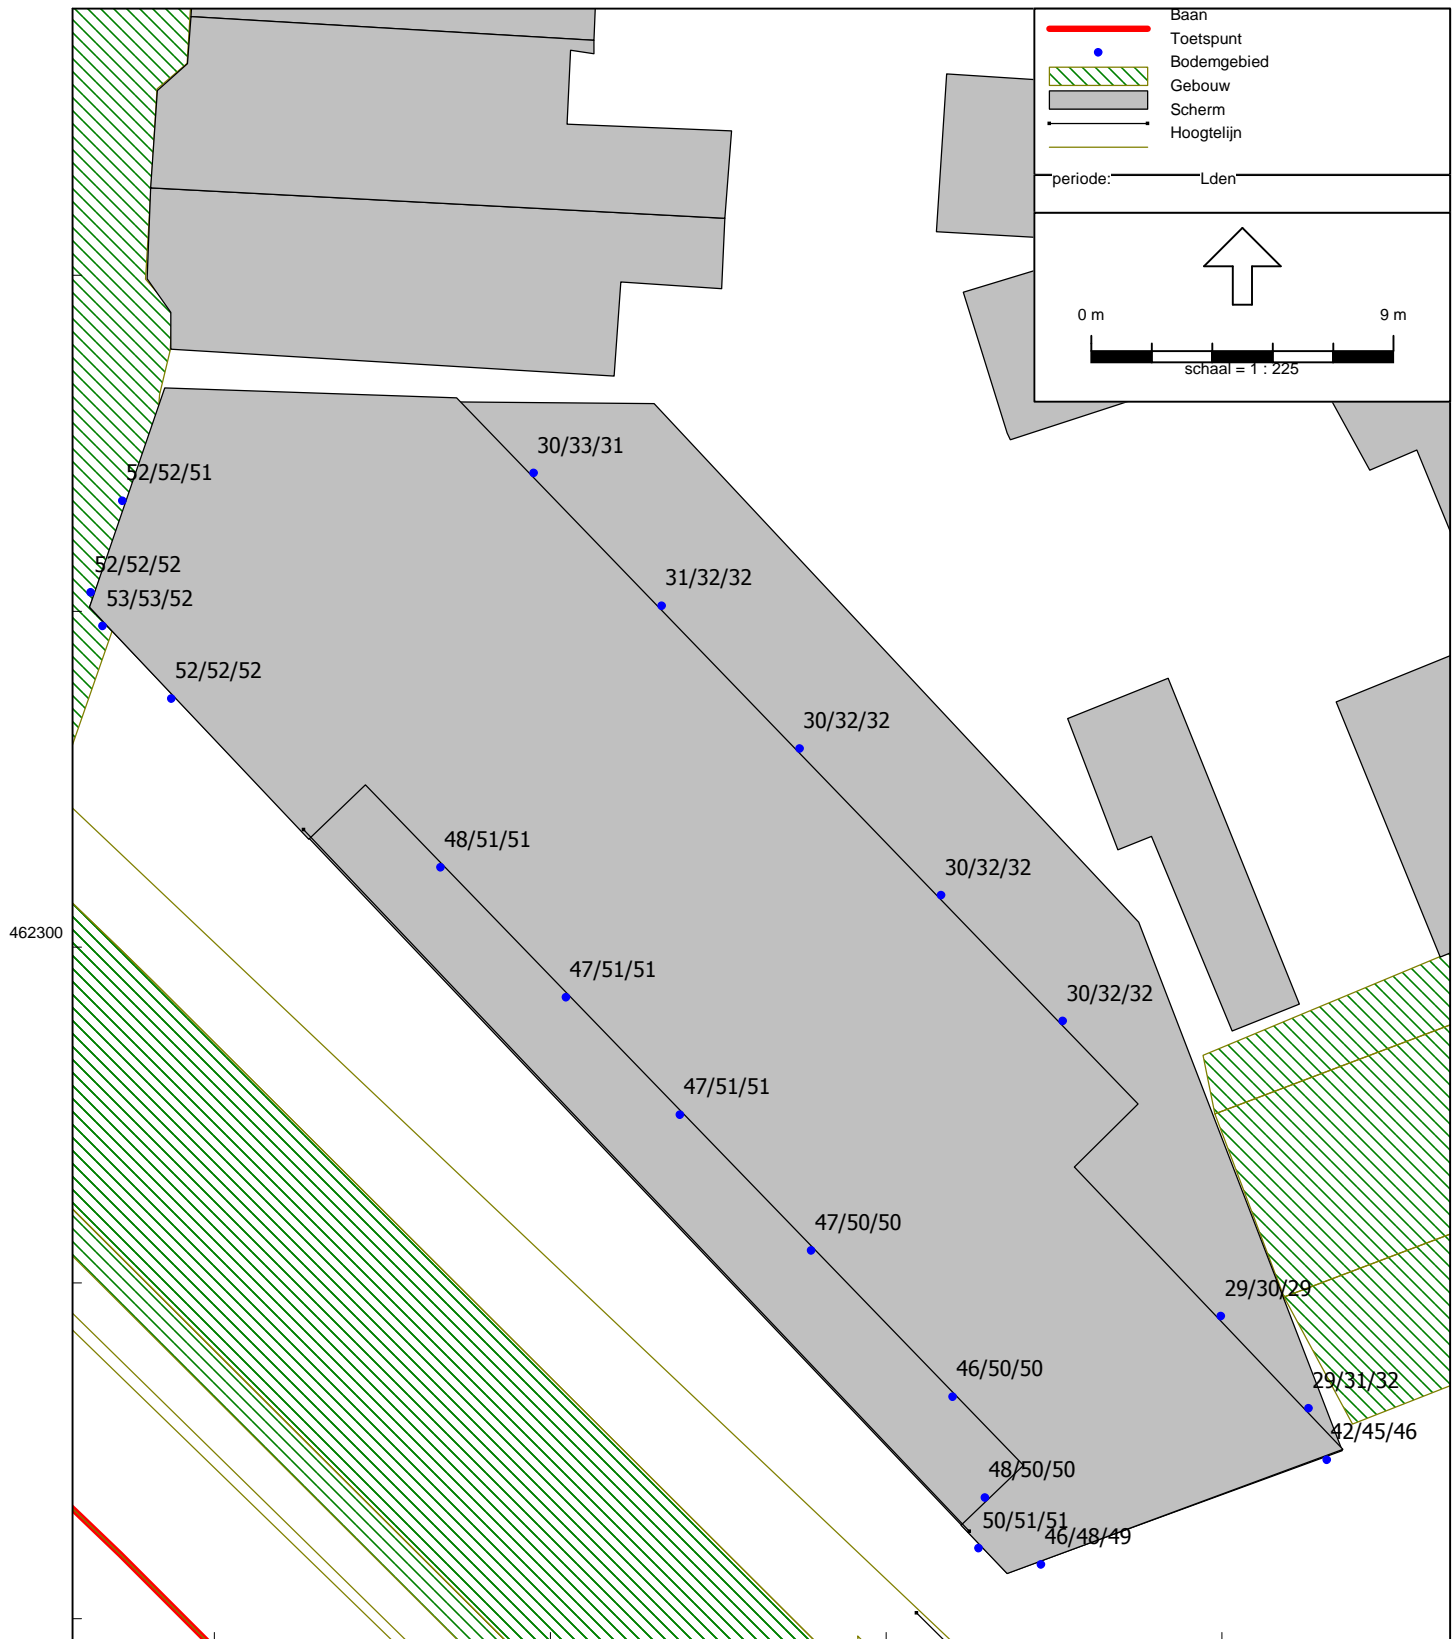 Baan
Toetspunt
Bodemgebied
Gebouw
Scherm
Hoogtelijn
periode: Lden
0 m 9 m
schaal = 1 : 225
30/33/31
52/52/51
52/52/52
31/32/32
53/53/52
52/52/52
30/32/32
48/51/51
30/32/32
462300
47/51/51
30/32/32
47/51/51
47/50/50
29/30/29
46/50/50
29/31/32
42/45/46
48/50/50
50/51/51
46/48/49